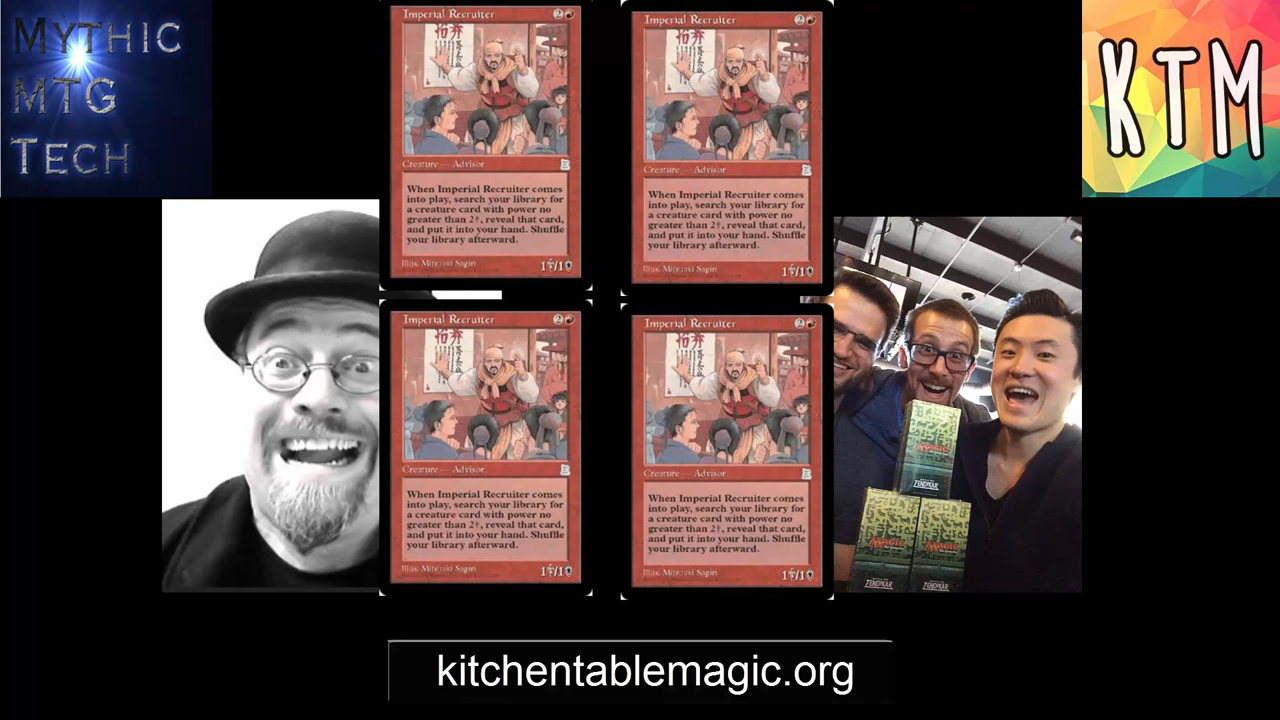 MYTHIC
MTG
TECH
Imperial Recruiter 2
Creature — Advisor
When Imperial Recruiter comes
into play, search your library for
a creature card with power no
greater than 2, reveal that card,
and put it into your hand. Shuffle
your library afterward.
Illus. Mitsuaki Sagiri
1/1
Imperial Recruiter 2
Creature — Advisor
When Imperial Recruiter comes
into play, search your library for
a creature card with power no
greater than 2, reveal that card,
and put it into your hand. Shuffle
your library afterward.
Illus. Mitsuaki Sagiri
1/1
KTM
Imperial Recruiter 2
Creature — Advisor
When Imperial Recruiter comes
into play, search your library for
a creature card with power no
greater than 2, reveal that card,
and put it into your hand. Shuffle
your library afterward.
Illus. Mitsuaki Sagiri
1/1
Imperial Recruiter 2
Creature — Advisor
When Imperial Recruiter comes
into play, search your library for
a creature card with power no
greater than 2, reveal that card,
and put it into your hand. Shuffle
your library afterward.
Illus. Mitsuaki Sagiri
1/1
MAGIC
ZENDIKAR
MAGIC
ZENDIKAR
MAGIC
ZENDIKAR
kitchentablemagic.org